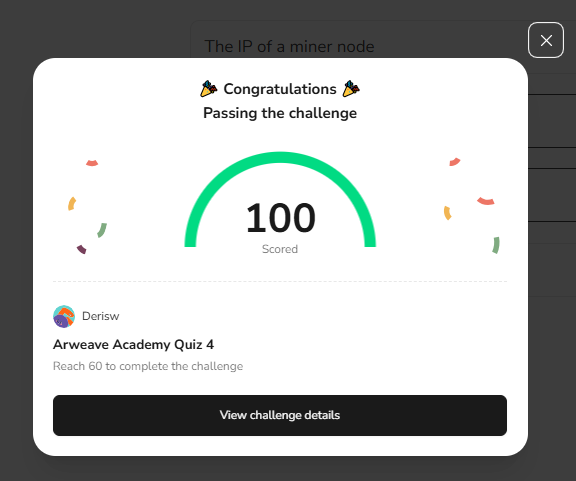 The IP of a miner node
🎉 Congratulations 🎉
Passing the challenge
100
Scored
Derisw
Arweave Academy Quiz 4
Reach 60 to complete the challenge
View challenge details